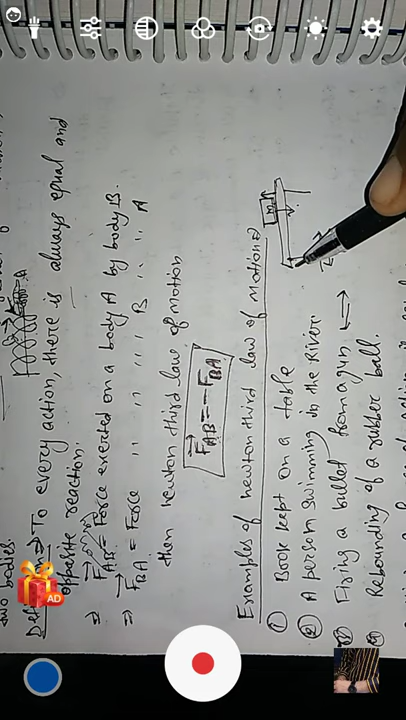 two bodies.
Defn ⇒ To every action, there is always equal and
opposite reaction.
⇒ F⃗AB = Force exerted on a body A by body B.
⇒ F⃗BA = Force " " " " B " " A
then newton third law of motion
F⃗AB = -F⃗BA
Examples of newton third law of motion:
① Book kept on a table
② A person swimming in the River
③ Firing a bullet from a gun
④ Rebounding of a rubber ball.
AD